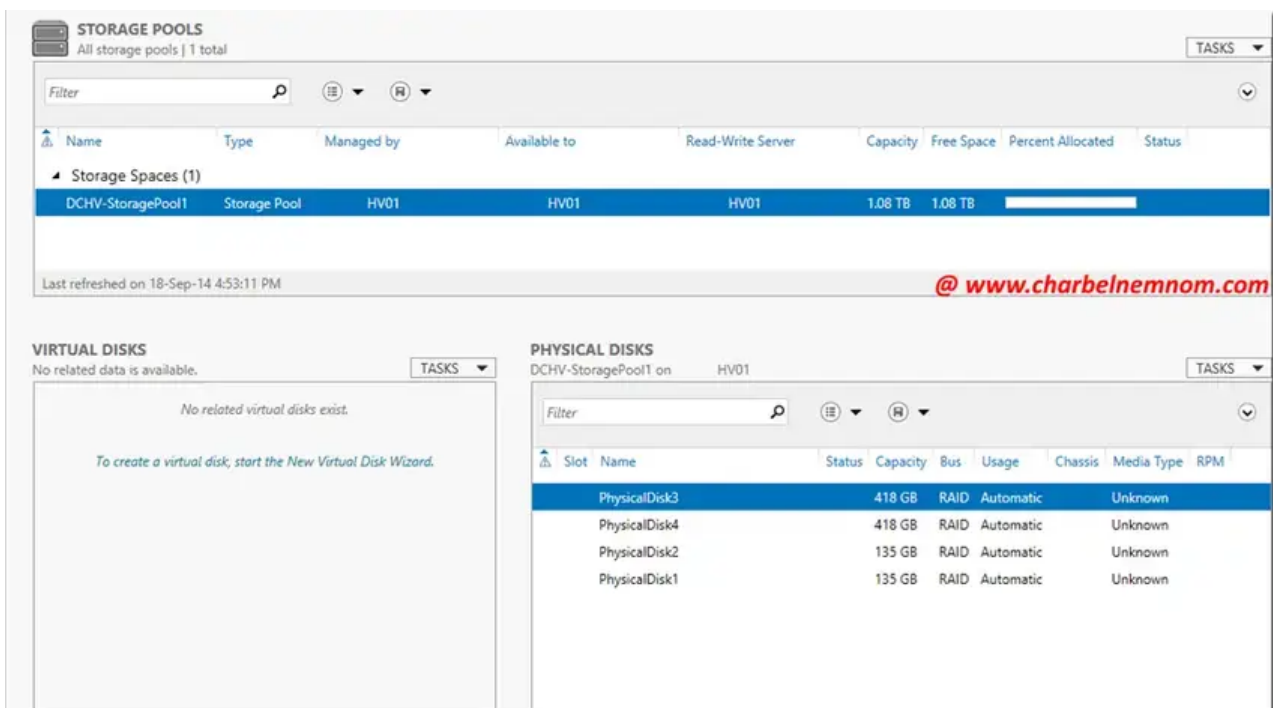 STORAGE POOLS
All storage pools | 1 total
TASKS
Filter
Name Type Managed by Available to Read-Write Server Capacity Free Space Percent Allocated Status
Storage Spaces (1)
DCHV-StoragePool1 Storage Pool HV01 HV01 HV01 1.08 TB 1.08 TB
Last refreshed on 18-Sep-14 4:53:11 PM
@ www.charbelnemnom.com
VIRTUAL DISKS
No related data is available.
TASKS
No related virtual disks exist.
To create a virtual disk, start the New Virtual Disk Wizard.
PHYSICAL DISKS
DCHV-StoragePool1 on HV01
TASKS
Filter
Slot Name Status Capacity Bus Usage Chassis Media Type RPM
PhysicalDisk3 418 GB RAID Automatic Unknown
PhysicalDisk4 418 GB RAID Automatic Unknown
PhysicalDisk2 135 GB RAID Automatic Unknown
PhysicalDisk1 135 GB RAID Automatic Unknown